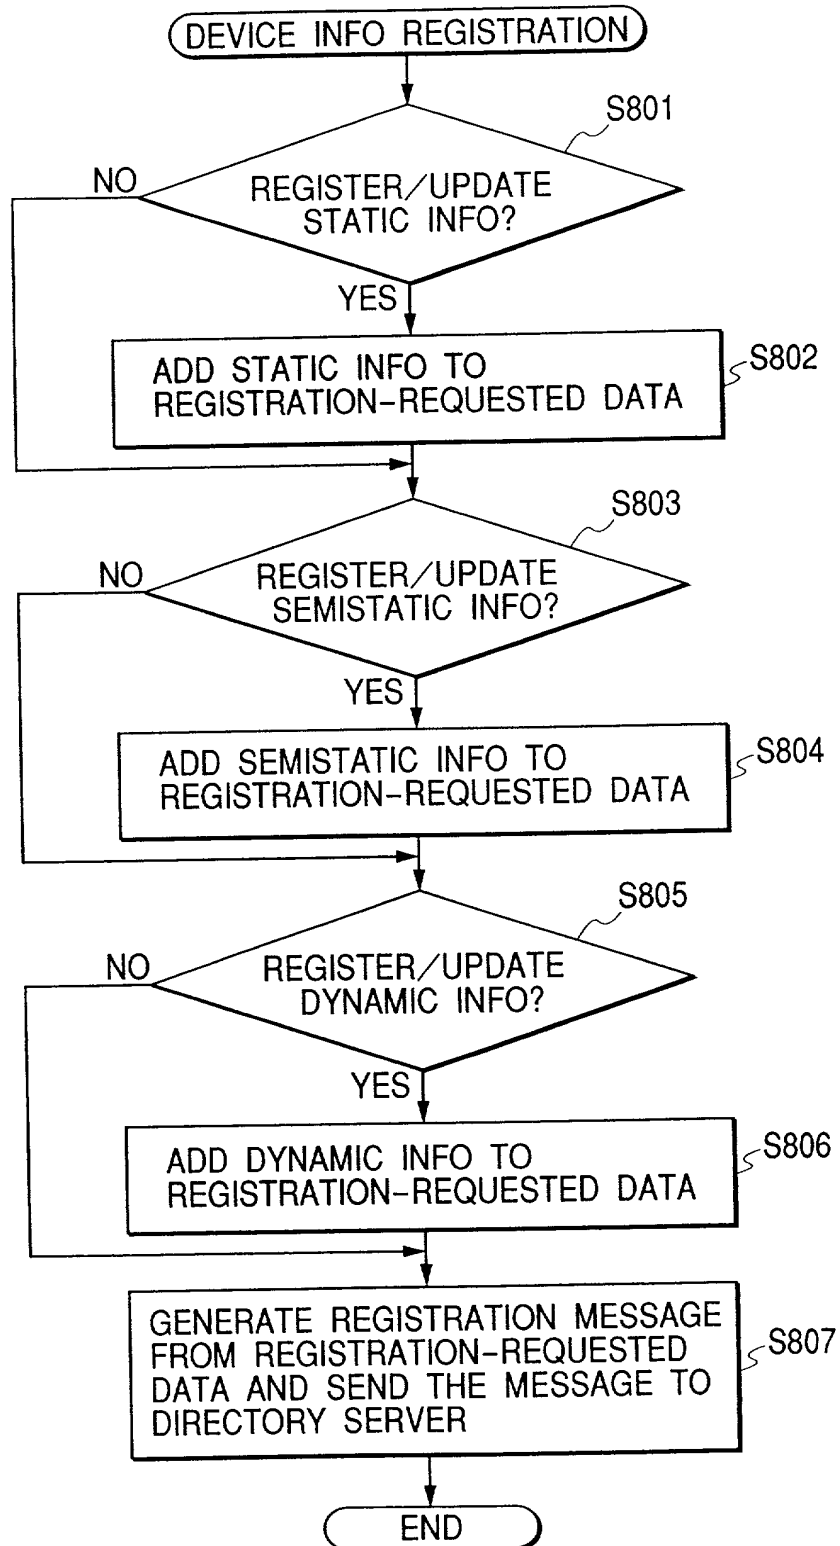 DEVICE INFO REGISTRATION
S801
NO
REGISTER/UPDATE
STATIC INFO?
YES
ADD STATIC INFO TO
REGISTRATION-REQUESTED DATA
S802
S803
NO
REGISTER/UPDATE
SEMISTATIC INFO?
YES
ADD SEMISTATIC INFO TO
REGISTRATION-REQUESTED DATA
S804
S805
NO
REGISTER/UPDATE
DYNAMIC INFO?
YES
ADD DYNAMIC INFO TO
REGISTRATION-REQUESTED DATA
S806
GENERATE REGISTRATION MESSAGE
FROM REGISTRATION-REQUESTED
DATA AND SEND THE MESSAGE TO
DIRECTORY SERVER
S807
END